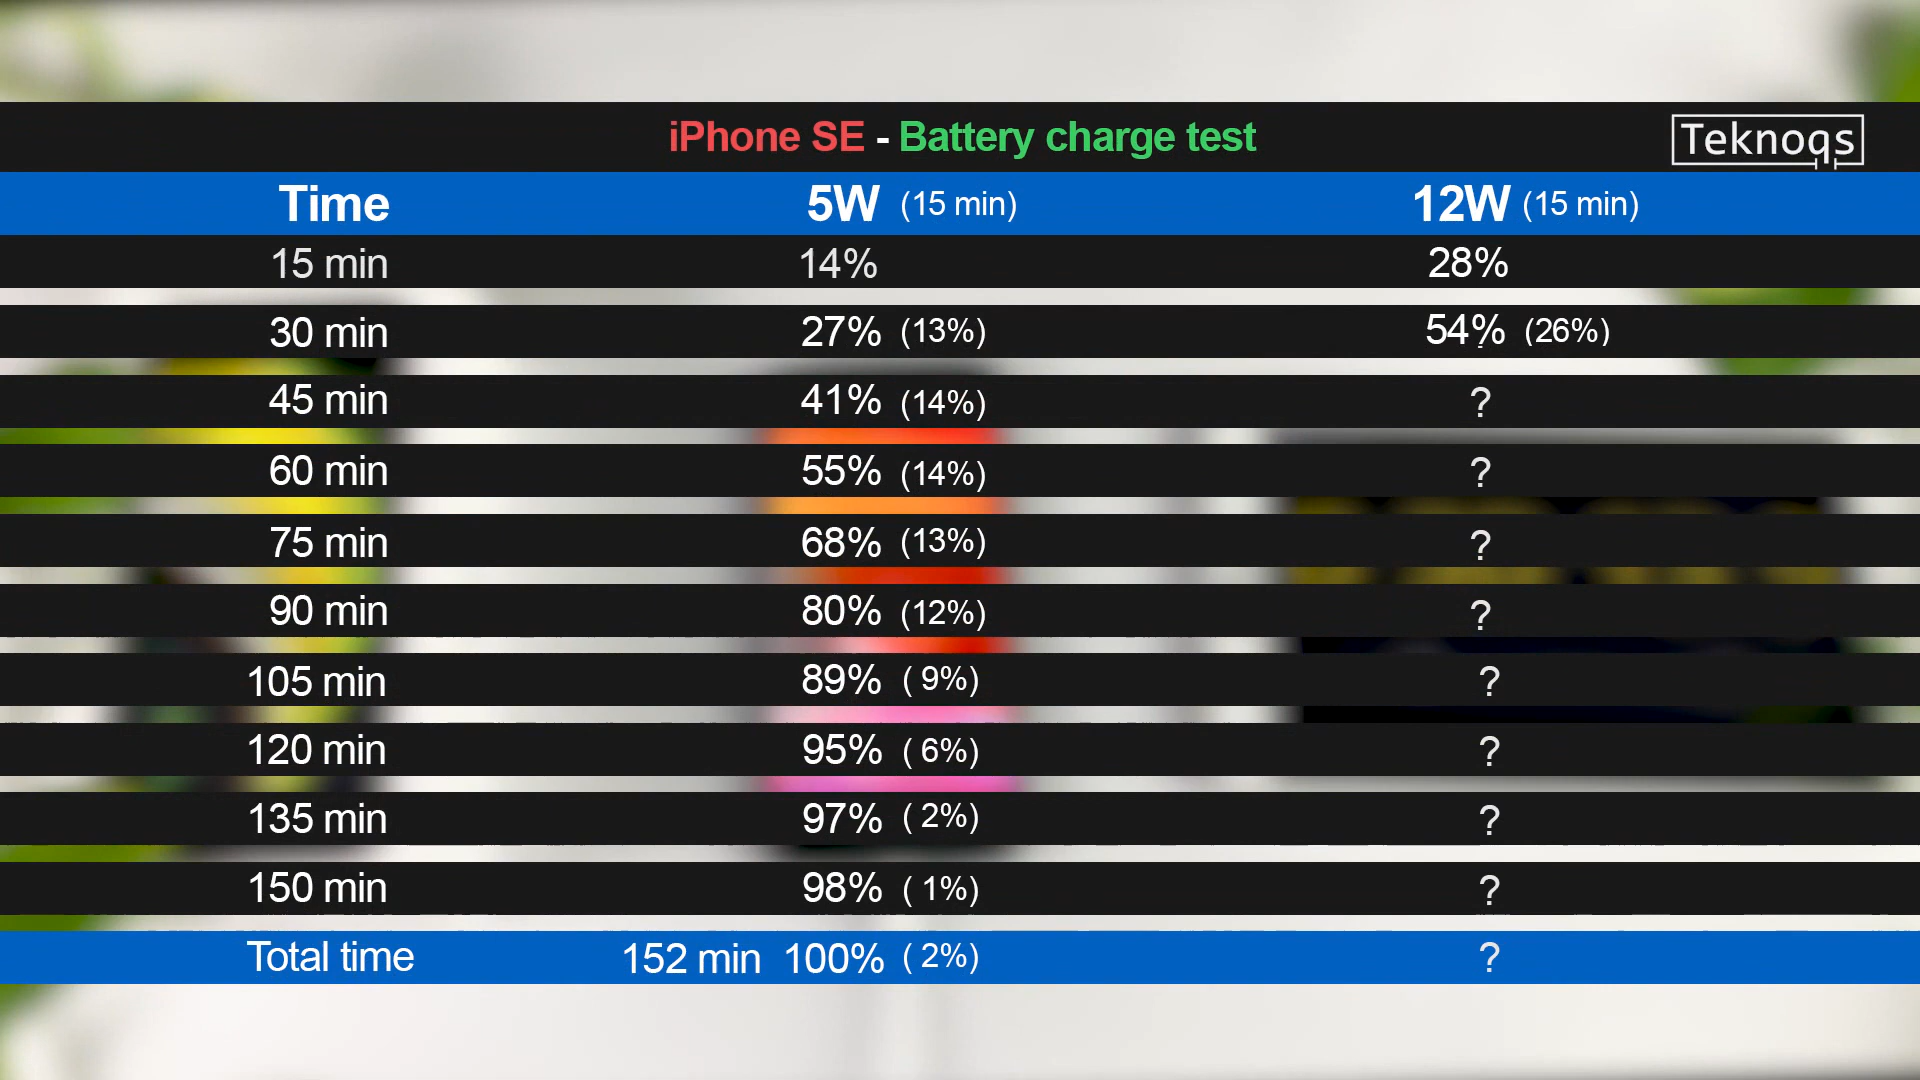 iPhone SE - Battery charge test
Teknoqs
Time 5W (15 min) 12W (15 min)
15 min 14% 28%
30 min 27% (13%) 54% (26%)
45 min 41% (14%) ?
60 min 55% (14%) ?
75 min 68% (13%) ?
90 min 80% (12%) ?
105 min 89% ( 9%) ?
120 min 95% ( 6%) ?
135 min 97% ( 2%) ?
150 min 98% ( 1%) ?
Total time 152 min 100% ( 2%) ?